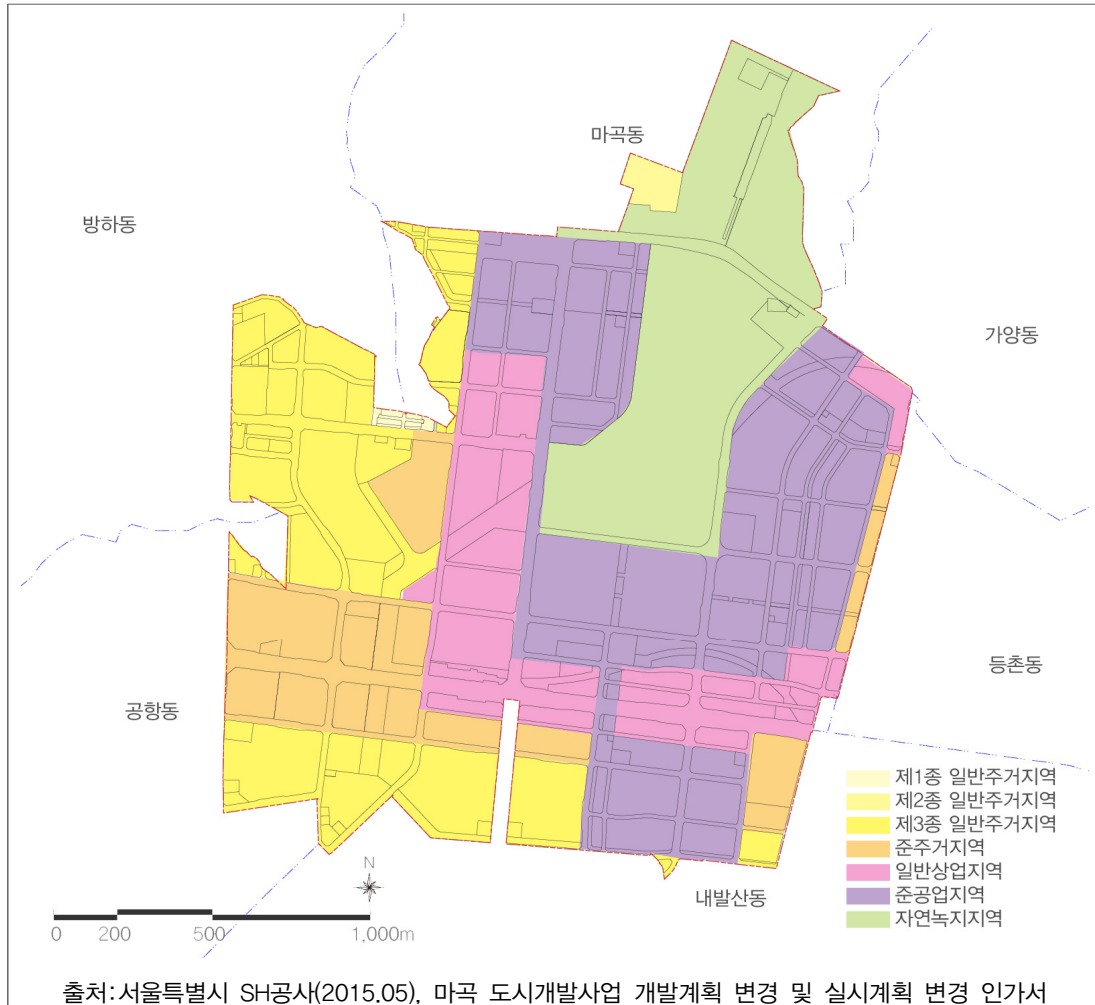 마곡동
방하동
가양동
등촌동
공항동
내발산동
제1종 일반주거지역
제2종 일반주거지역
제3종 일반주거지역
준주거지역
일반상업지역
준공업지역
자연녹지지역
N
0 200 500 1,000m
출처:서울특별시 SH공사(2015.05), 마곡 도시개발사업 개발계획 변경 및 실시계획 변경 인가서